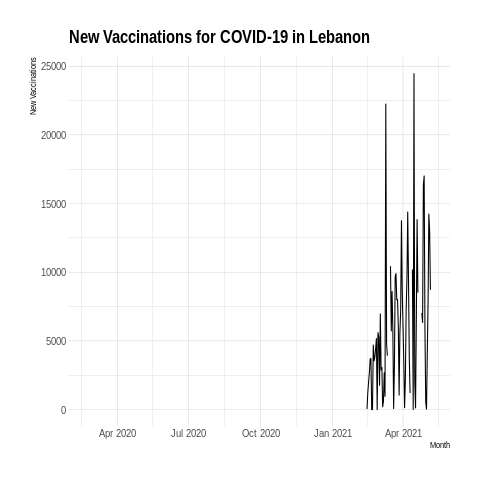 New Vaccinations for COVID-19 in Lebanon
New Vaccinations
25000
20000
15000
10000
5000
0
Apr 2020 Jul 2020 Oct 2020 Jan 2021 Apr 2021
Month